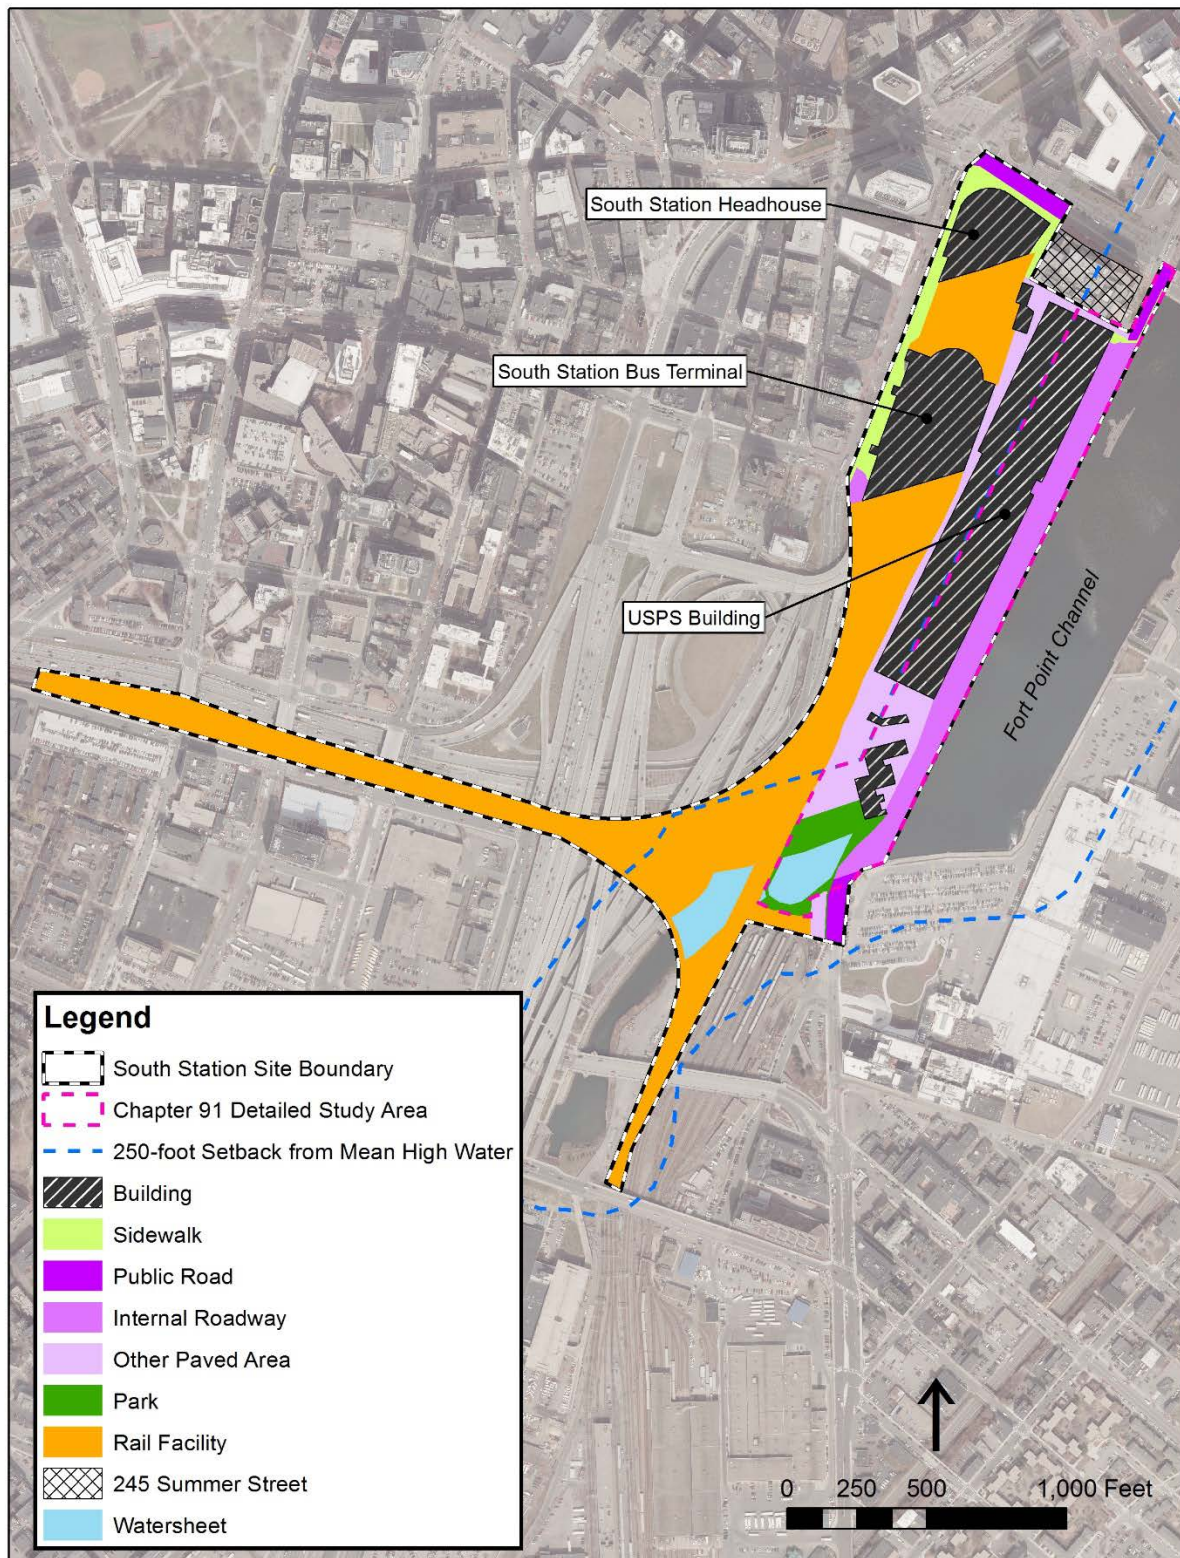 South Station Headhouse
South Station Bus Terminal
USPS Building
Fort Point Channel
Legend
South Station Site Boundary
Chapter 91 Detailed Study Area
250-foot Setback from Mean High Water
Building
Sidewalk
Public Road
Internal Roadway
Other Paved Area
Park
Rail Facility
245 Summer Street
Watersheet
0 250 500 1,000 Feet